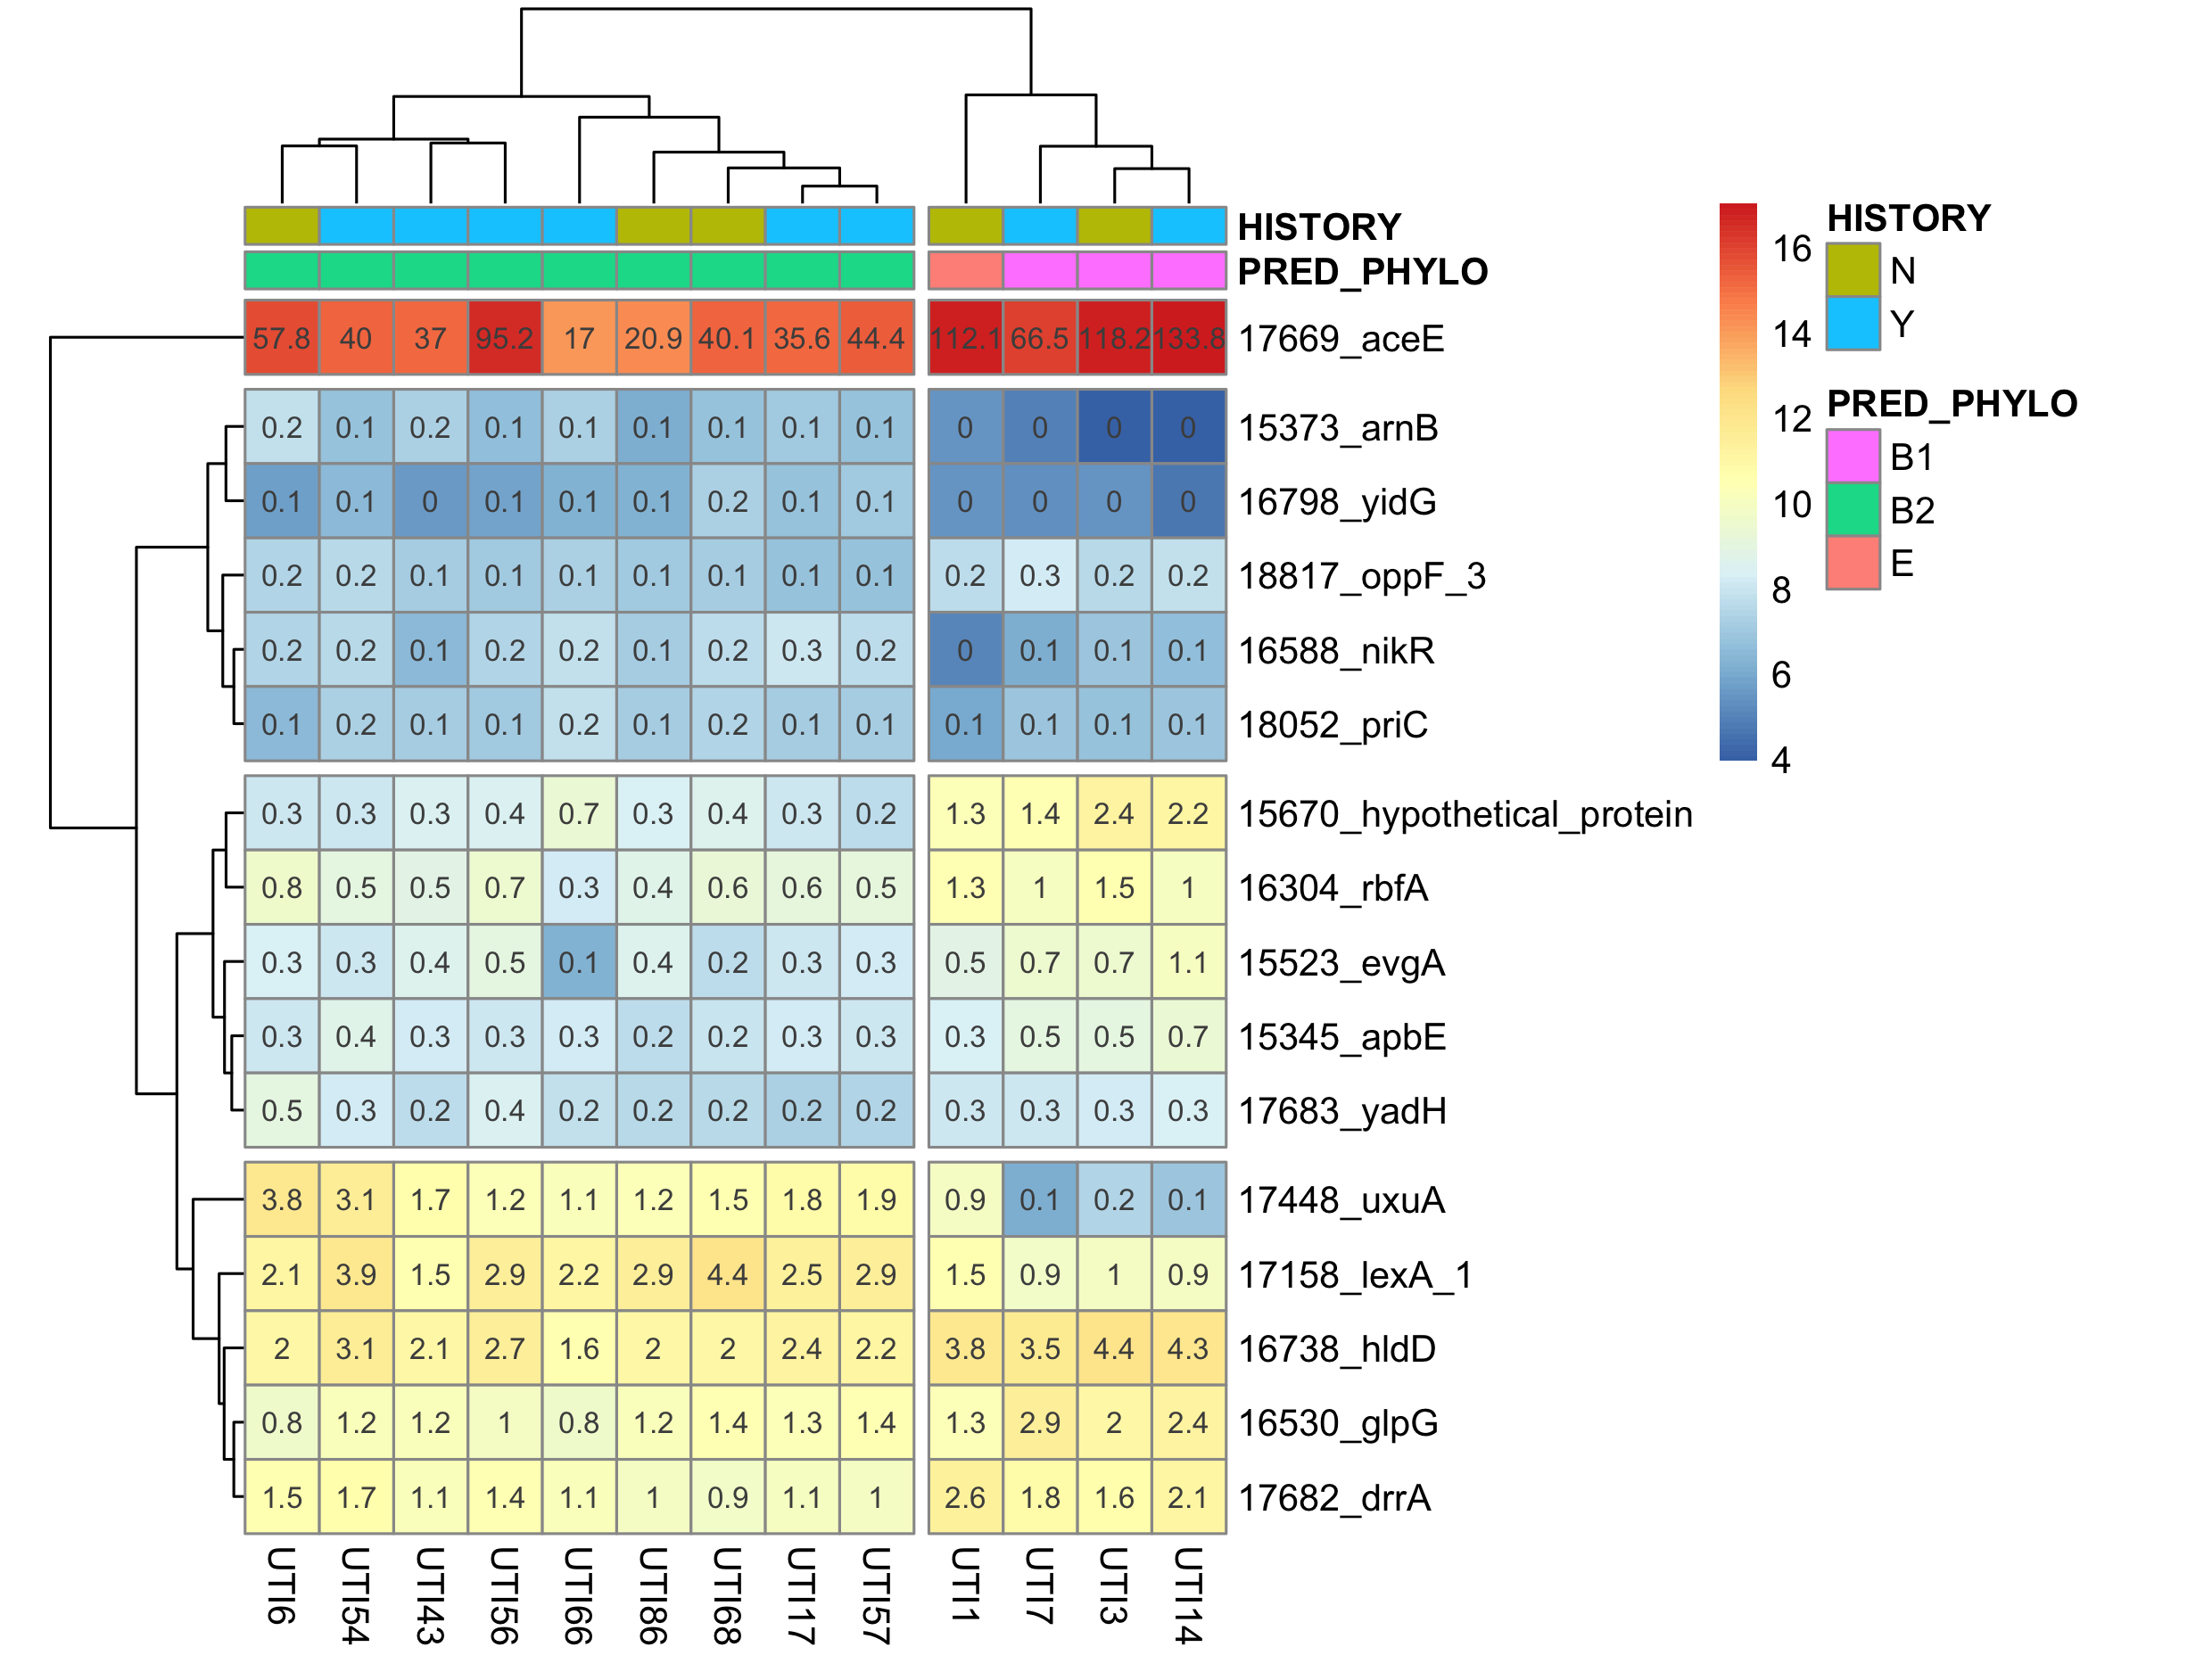 HISTORY
PRED_PHYLO
57.8 40 37 95.2 17 20.9 40.1 35.6 44.4 112.1 66.5 118.2 133.8 17669_aceE
0.2 0.1 0.2 0.1 0.1 0.1 0.1 0.1 0.1 0 0 0 0 15373_arnB
0.1 0.1 0 0.1 0.1 0.1 0.2 0.1 0.1 0 0 0 0 16798_yidG
0.2 0.2 0.1 0.1 0.1 0.1 0.1 0.1 0.1 0.2 0.3 0.2 0.2 18817_oppF_3
0.2 0.2 0.1 0.2 0.2 0.1 0.2 0.3 0.2 0 0.1 0.1 0.1 16588_nikR
0.1 0.2 0.1 0.1 0.2 0.1 0.2 0.1 0.1 0.1 0.1 0.1 0.1 18052_priC
0.3 0.3 0.3 0.4 0.7 0.3 0.4 0.3 0.2 1.3 1.4 2.4 2.2 15670_hypothetical_protein
0.8 0.5 0.5 0.7 0.3 0.4 0.6 0.6 0.5 1.3 1 1.5 1 16304_rbfA
0.3 0.3 0.4 0.5 0.1 0.4 0.2 0.3 0.3 0.5 0.7 0.7 1.1 15523_evgA
0.3 0.4 0.3 0.3 0.3 0.2 0.2 0.3 0.3 0.3 0.5 0.5 0.7 15345_apbE
0.5 0.3 0.2 0.4 0.2 0.2 0.2 0.2 0.2 0.3 0.3 0.3 0.3 17683_yadH
3.8 3.1 1.7 1.2 1.1 1.2 1.5 1.8 1.9 0.9 0.1 0.2 0.1 17448_uxuA
2.1 3.9 1.5 2.9 2.2 2.9 4.4 2.5 2.9 1.5 0.9 1 0.9 17158_lexA_1
2 3.1 2.1 2.7 1.6 2 2 2.4 2.2 3.8 3.5 4.4 4.3 16738_hldD
0.8 1.2 1.2 1 0.8 1.2 1.4 1.3 1.4 1.3 2.9 2 2.4 16530_glpG
1.5 1.7 1.1 1.4 1.1 1 0.9 1.1 1 2.6 1.8 1.6 2.1 17682_drrA
UTI6 UTI54 UTI43 UTI56 UTI66 UTI86 UTI68 UTI17 UTI57 UTI1 UTI7 UTI3 UTI14
16
14
12
10
8
6
4
HISTORY
N
Y
PRED_PHYLO
B1
B2
E